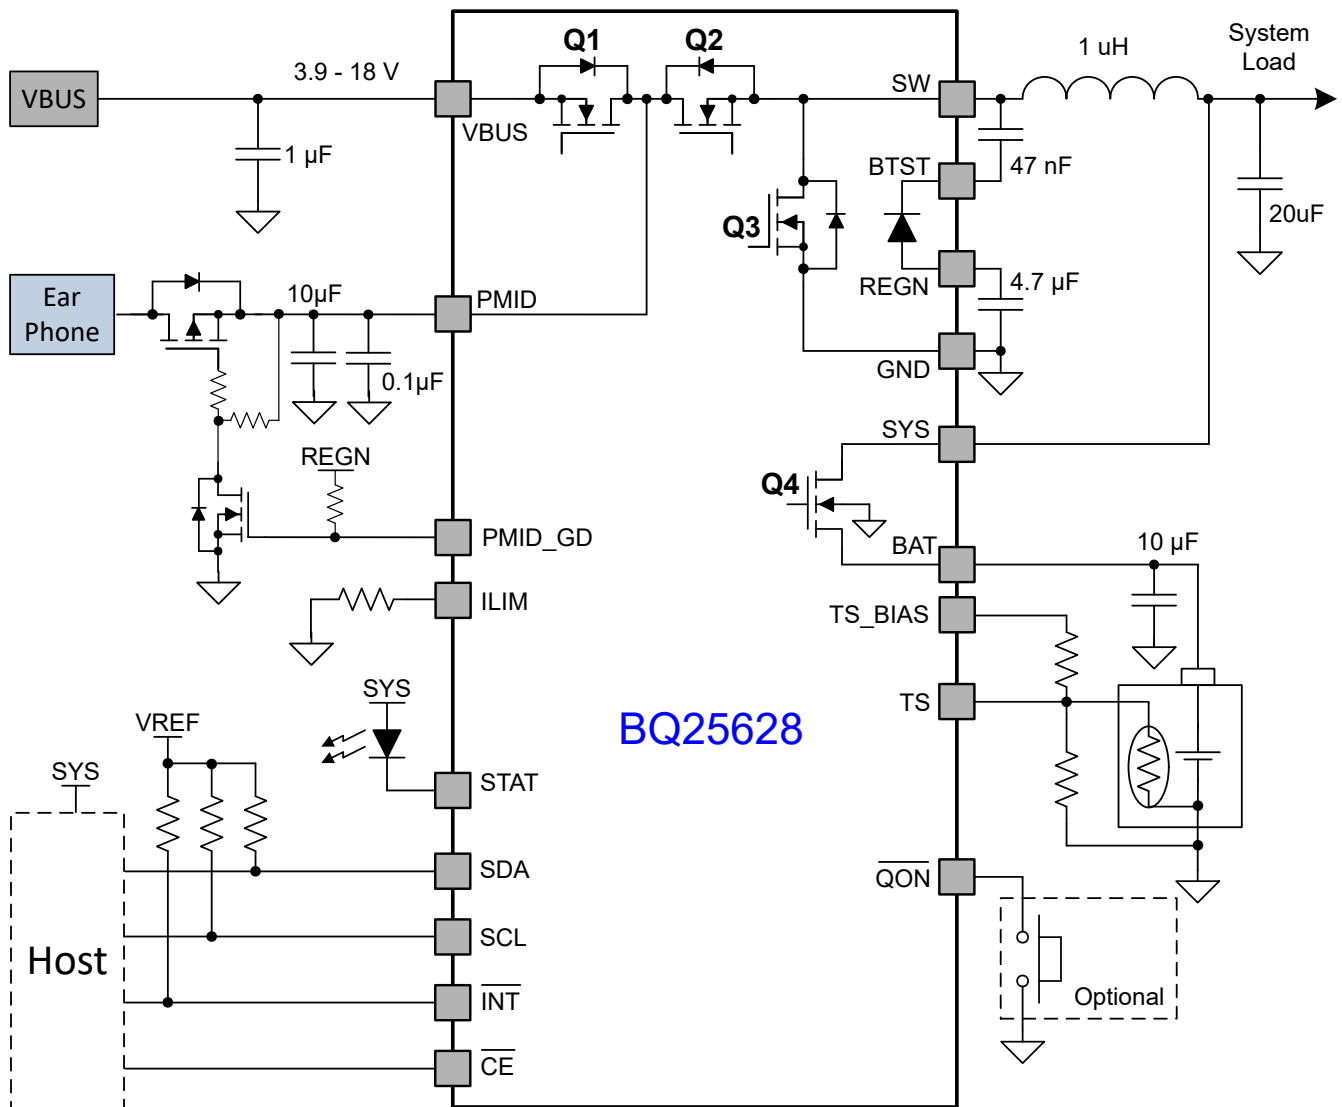 Q1
Q2
System
Load
1 uH
3.9 - 18 V
SW
VBUS
VBUS
1 µF
BTST
47 nF
Q3
20uF
REGN
4.7 µF
Ear
Phone
10µF
PMID
0.1µF
GND
SYS
REGN
Q4
PMID_GD
BAT
10 µF
ILIM
TS_BIAS
SYS
TS
VREF
BQ25628
SYS
STAT
SDA
QON
SCL
Host
INT
Optional
CE